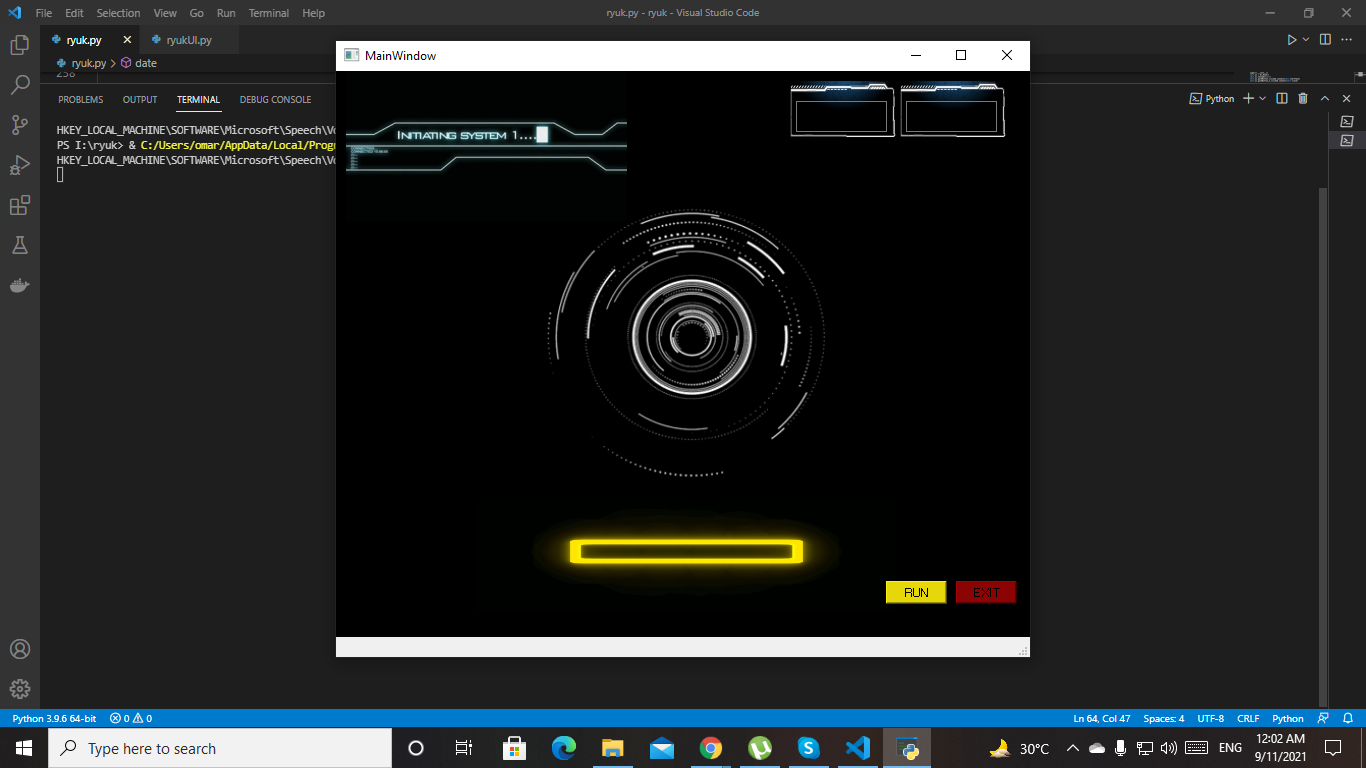 File Edit Selection View Go Run Terminal Help
ryuk.py - ryuk - Visual Studio Code
ryuk.py
ryukUI.py
ryuk.py > date
258
PROBLEMS OUTPUT TERMINAL DEBUG CONSOLE
Python
HKEY_LOCAL_MACHINE\SOFTWARE\Microsoft\Speech\Vo
PS I:\ryuk> & C:/Users/omar/AppData/Local/Prog
HKEY_LOCAL_MACHINE\SOFTWARE\Microsoft\Speech\Vo
MainWindow
INITIATING SYSTEM 1....
RUN
EXIT
Python 3.9.6 64-bit
0
0
Ln 64, Col 47
Spaces: 4
UTF-8
CRLF
Python
Type here to search
30°C
ENG
12:02 AM
9/11/2021